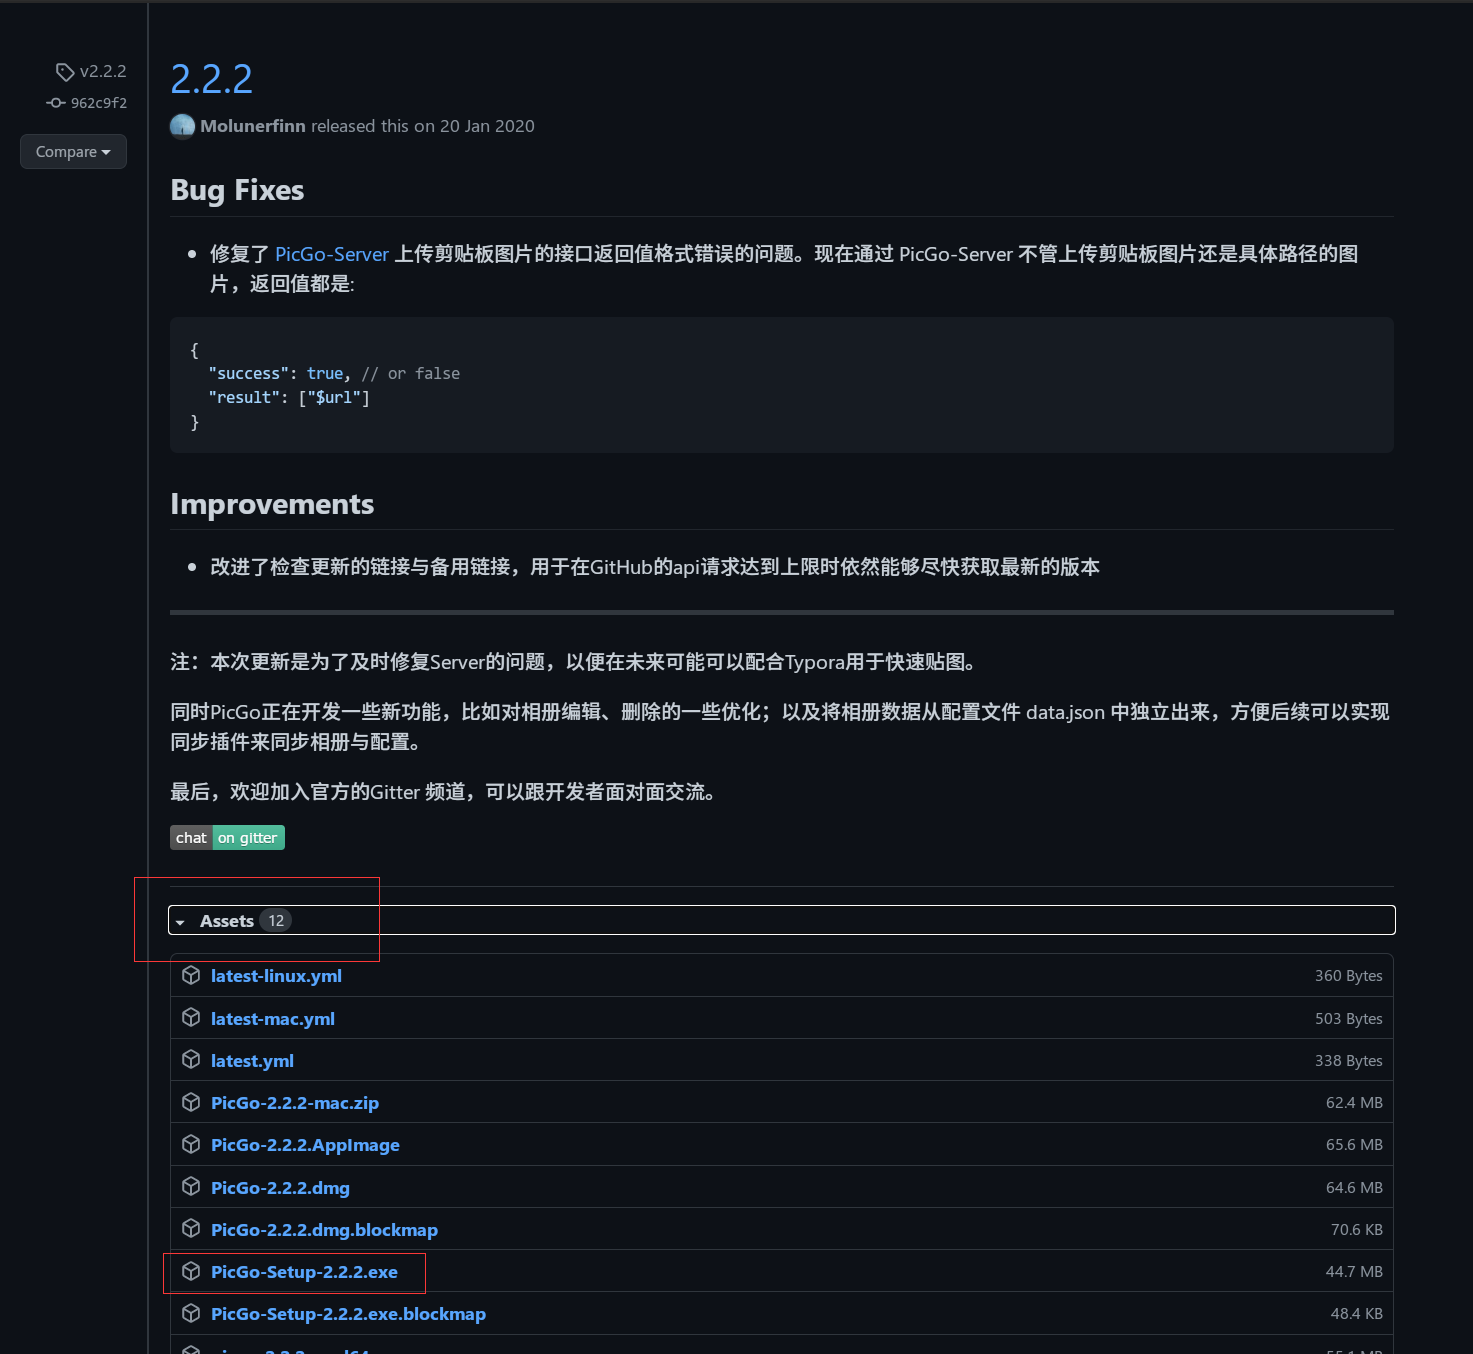 v2.2.2
962c9f2
Compare
2.2.2
Molunerfinn released this on 20 Jan 2020
Bug Fixes
修复了 PicGo-Server 上传剪贴板图片的接口返回值格式错误的问题。现在通过 PicGo-Server 不管上传剪贴板图片还是具体路径的图
片，返回值都是:
{
"success": true, // or false
"result": ["$url"]
}
Improvements
改进了检查更新的链接与备用链接，用于在GitHub的api请求达到上限时依然能够尽快获取最新的版本
注：本次更新是为了及时修复Server的问题，以便在未来可能可以配合Typora用于快速贴图。
同时PicGo正在开发一些新功能，比如对相册编辑、删除的一些优化；以及将相册数据从配置文件 data.json 中独立出来，方便后续可以实现
同步插件来同步相册与配置。
最后，欢迎加入官方的Gitter 频道，可以跟开发者面对面交流。
chat on gitter
Assets 12
latest-linux.yml 360 Bytes
latest-mac.yml 503 Bytes
latest.yml 338 Bytes
PicGo-2.2.2-mac.zip 62.4 MB
PicGo-2.2.2.AppImage 65.6 MB
PicGo-2.2.2.dmg 64.6 MB
PicGo-2.2.2.dmg.blockmap 70.6 KB
PicGo-Setup-2.2.2.exe 44.7 MB
PicGo-Setup-2.2.2.exe.blockmap 48.4 KB